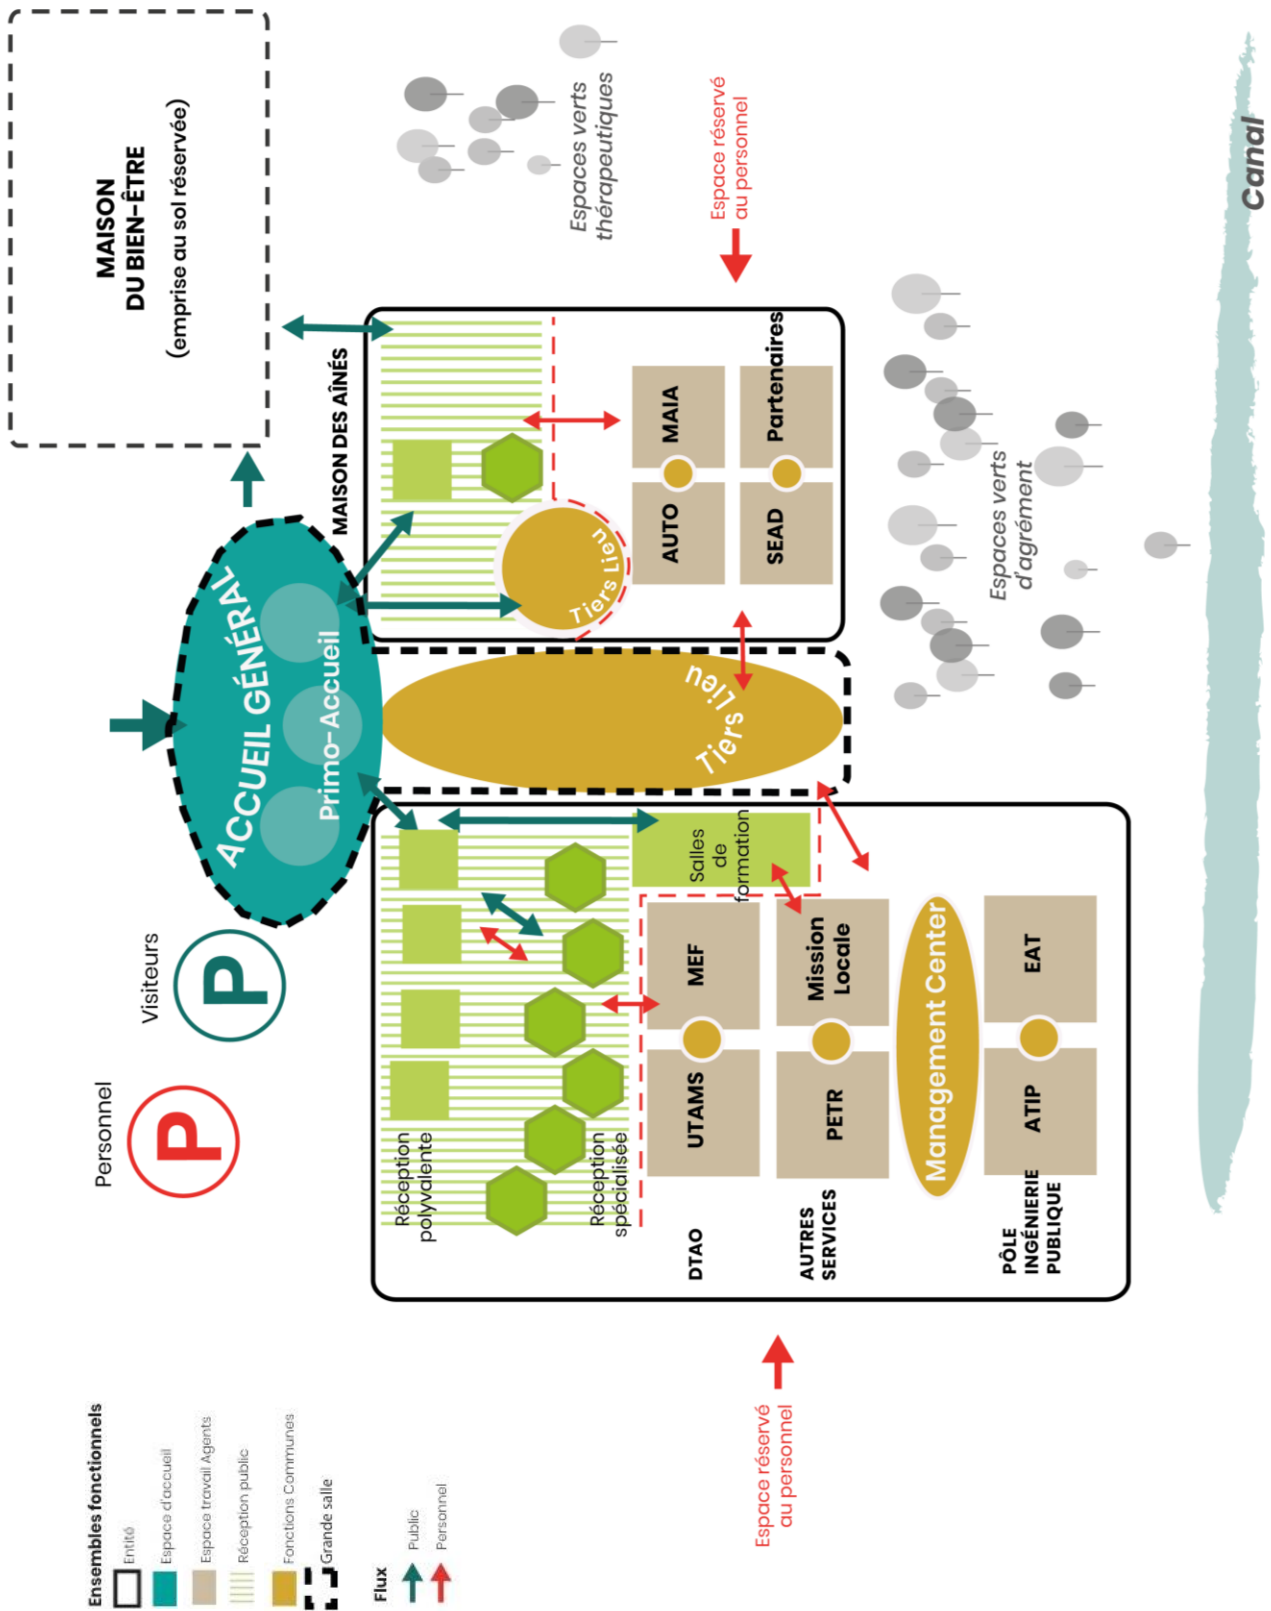 Ensembles fonctionnels
Entité
Espace d'accueil
Espace travail Agents
Réception public
Fonctions Communes
Grande salle
Flux
Public
Personnel
Personnel
P
Visiteurs
P
ACCUEIL GÉNÉRAL
Primo-Accueil
MAISON
DU BIEN-ÊTRE
(emprise au sol réservée)
Réception
polyvalente
Réception
spécialisée
Salles
de
formation
DTAO
UTAMS
MEF
AUTRES
SERVICES
PETR
Mission
Locale
Management Center
PÔLE
INGÉNIERIE
PUBLIQUE
ATIP
EAT
Tiers Lieu
MAISON DES AÎNÉS
Tiers Lieu
AUTO
MAIA
SEAD
Partenaires
Espace réservé
au personnel
Espace réservé
au personnel
Espaces verts
thérapeutiques
Espaces verts
d'agrément
Canal